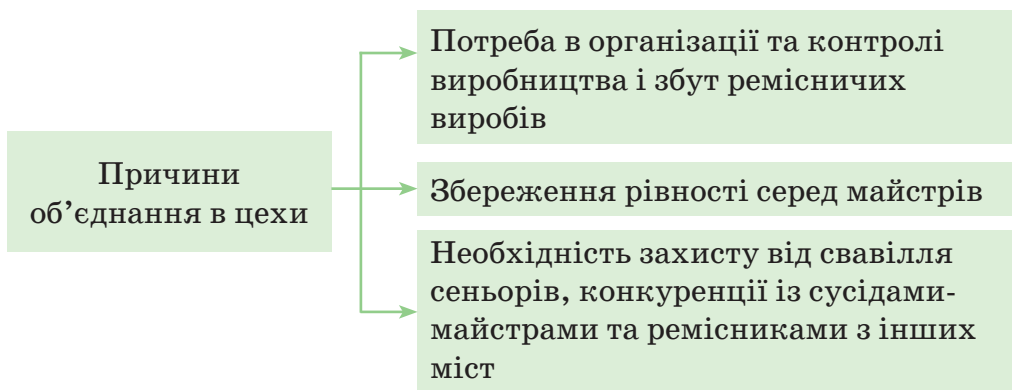 Причини
об’єднання в цехи
Потреба в організації та контролі
виробництва і збут ремісничих
виробів
Збереження рівності серед майстрів
Необхідність захисту від свавілля
сеньорів, конкуренції із сусідами-
майстрами та ремісниками з інших
міст